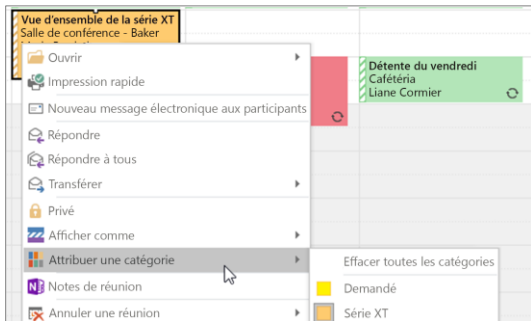 Vue d'ensemble de la série XT
Salle de conférence - Baker
Ouvrir
Impression rapide
Nouveau message électronique aux participants
Répondre
Répondre à tous
Transférer
Privé
Afficher comme
Attribuer une catégorie
Notes de réunion
Annuler une réunion
Détente du vendredi
Cafétéria
Liane Cormier
Effacer toutes les catégories
Demandé
Série XT